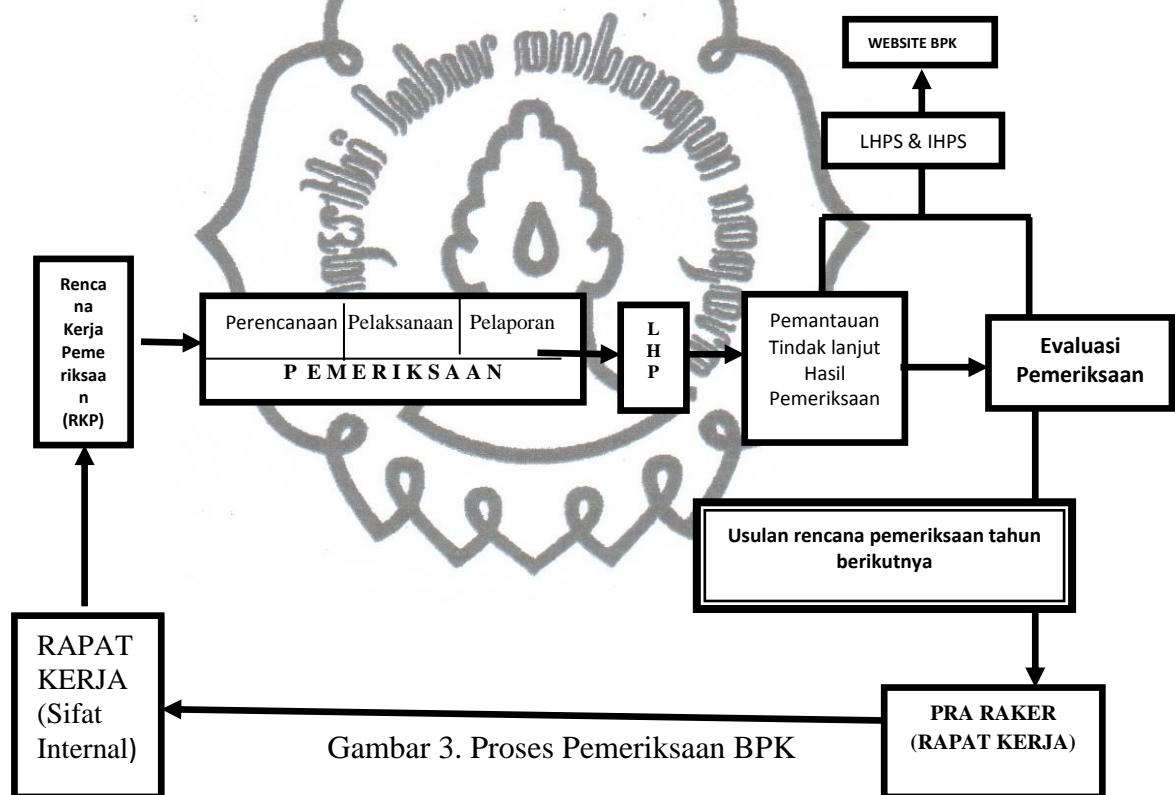 WEBSITE BPK
LHPS & IHPS
Renca
na
Kerja
Peme
riksaa
n
(RKP)
Perencanaan
Pelaksanaan
Pelaporan
P EMERIKSAAN
L
H
P
Pemantauan
Tindak lanjut
Hasil
Pemeriksaan
Evaluasi
Pemeriksaan
Usulan rencana pemeriksaan tahun
berikutnya
RAPAT
KERJA
(Sifat
Internal)
PRA RAKER
(RAPAT KERJA)
Gambar 3. Proses Pemeriksaan BPK